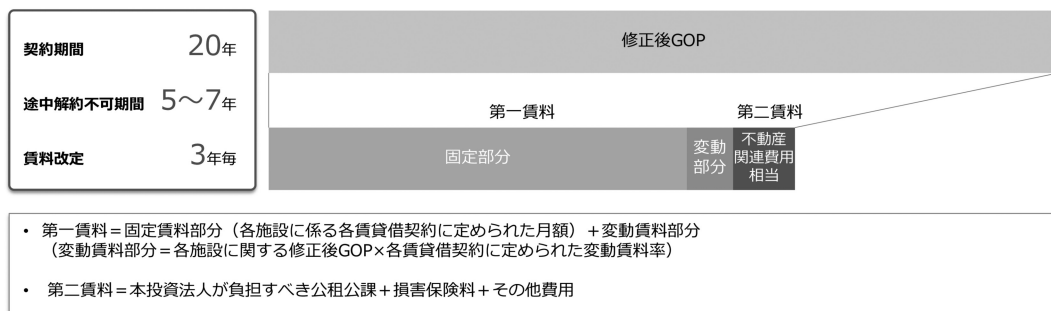 契約期間 20年
途中解約不可期間 5～7年
賃料改定 3年毎
修正後GOP
第一賃料 第二賃料
固定部分
変動
部分
不動産
関連費用
相当
• 第一賃料＝固定賃料部分（各施設に係る各賃貸借契約に定められた月額）＋変動賃料部分
（変動賃料部分＝各施設に関する修正後GOP×各賃貸借契約に定められた変動賃料率）
• 第二賃料＝本投資法人が負担すべき公租公課＋損害保険料＋その他費用